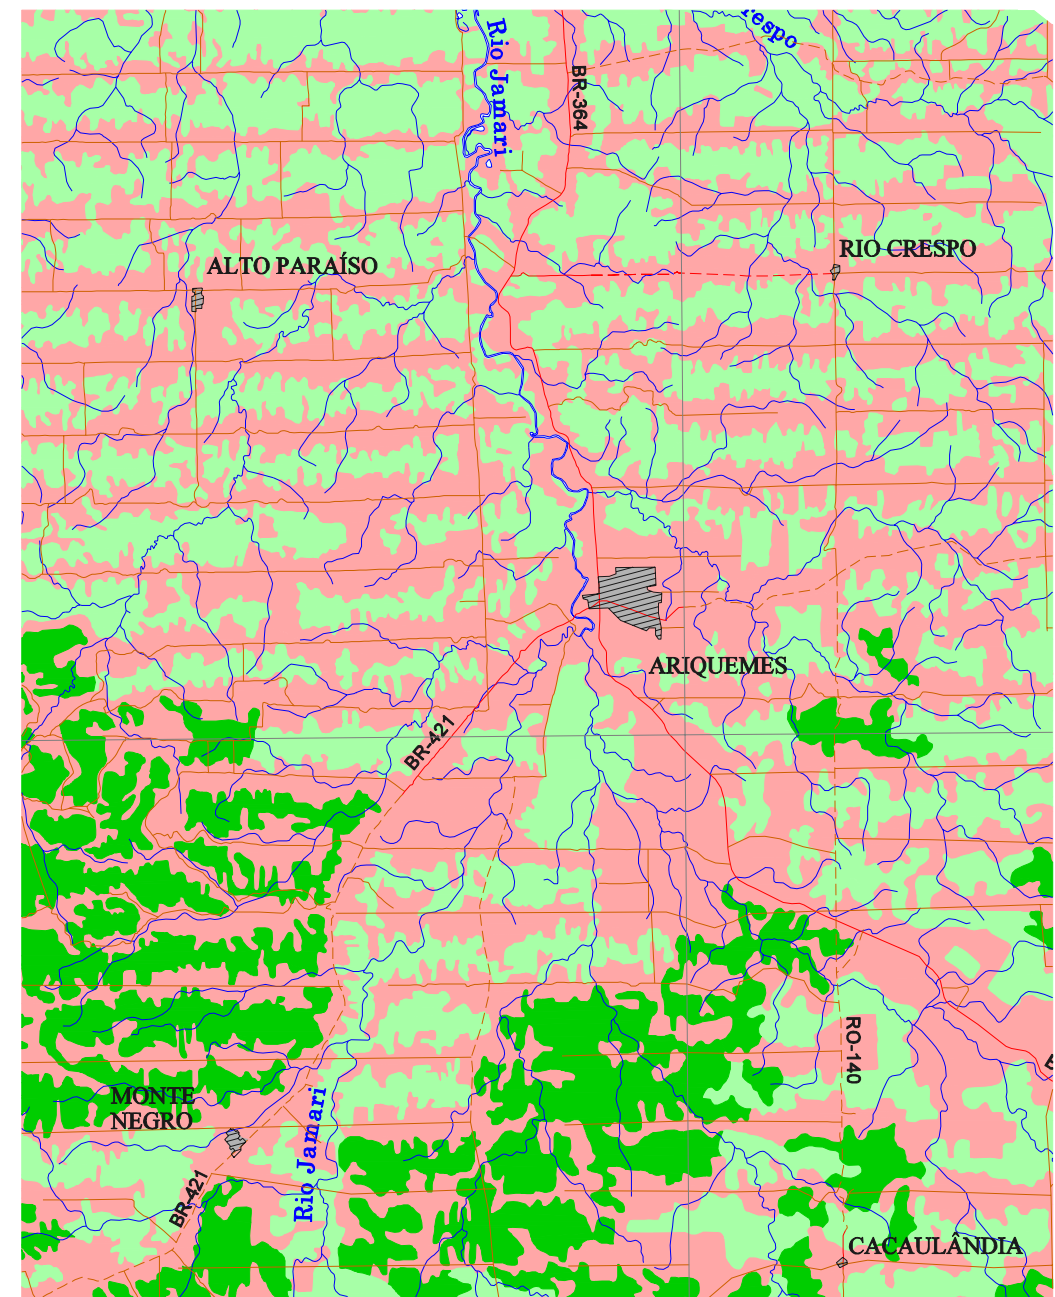 Rio Jamari
BR-364
RIO CRESPO
ALTO PARAÍSO
ARIQUEMES
BR-421
RO-140
MONTE
NEGRO
Rio Jamari
BR-421
CACAULÂNDIA